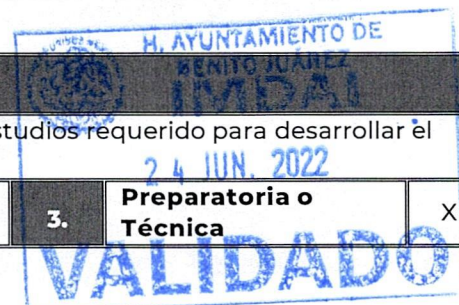 H. AYUNTAMIENTO DE
BENITO JUÁREZ
IMDAI
studios requerido para desarrollar el
24 JUN. 2022
3. Preparatoria o Técnica X
VALIDADO